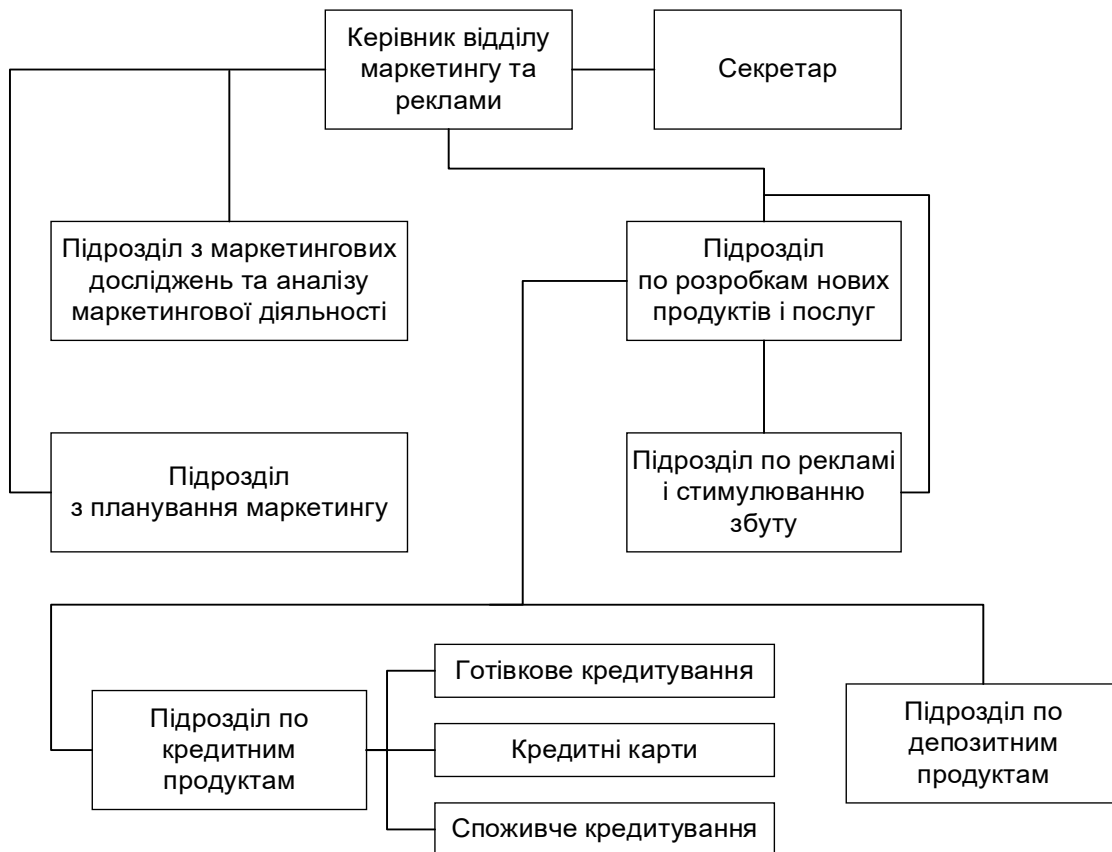 Керівник відділу
маркетингу та
реклами
Секретар
Підрозділ з маркетингових
досліджень та аналізу
маркетингової діяльності
Підрозділ
по розробкам нових
продуктів і послуг
Підрозділ
з планування маркетингу
Підрозділ по рекламі
і стимулюванню
збуту
Підрозділ по
кредитним
продуктам
Готівкове кредитування
Кредитні карти
Споживче кредитування
Підрозділ по
депозитним
продуктам